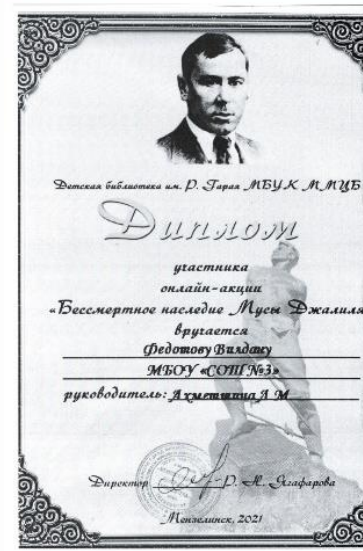 Детская библиотека им. Р. Гарая МБУК ММЦБ
Диплом
участника
онлайн-акции
«Бессмертное наследие Мусы Джалиля»
вручается
Федотову Вилдану
МБОУ «СОШ №3»
руководитель: Ахметшина Л М
Директор Р. Н. Ягафарова
Мензелинск, 2021